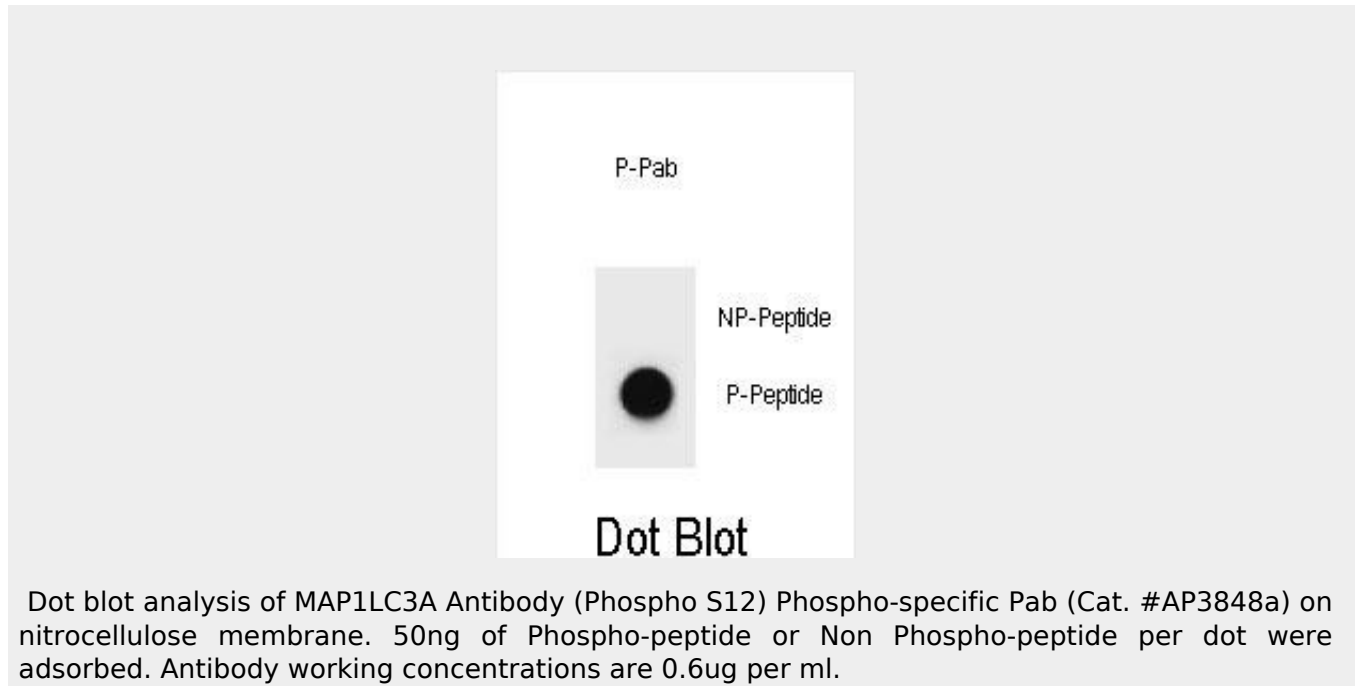 P-Pab
NP-Peptide
P-Peptide
Dot Blot
Dot blot analysis of MAP1LC3A Antibody (Phospho S12) Phospho-specific Pab (Cat. #AP3848a) on
nitrocellulose membrane. 50ng of Phospho-peptide or Non Phospho-peptide per dot were
adsorbed. Antibody working concentrations are 0.6ug per ml.